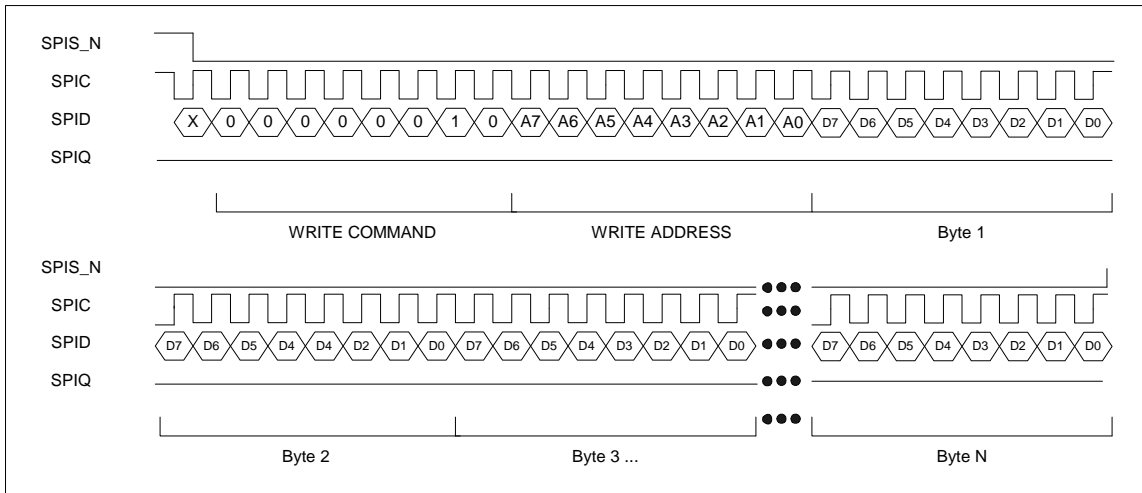 SPIS_N
SPIC
SPID X 0 0 0 0 0 0 1 0 A7 A6 A5 A4 A3 A2 A1 A0 D7 D6 D5 D4 D3 D2 D1 D0
SPIQ
WRITE COMMAND WRITE ADDRESS Byte 1
SPIS_N
SPIC
SPID D7 D6 D5 D4 D4 D2 D1 D0 D7 D6 D5 D4 D3 D2 D1 D0 D7 D6 D5 D4 D3 D2 D1 D0
SPIQ
Byte 2 Byte 3 ... Byte N